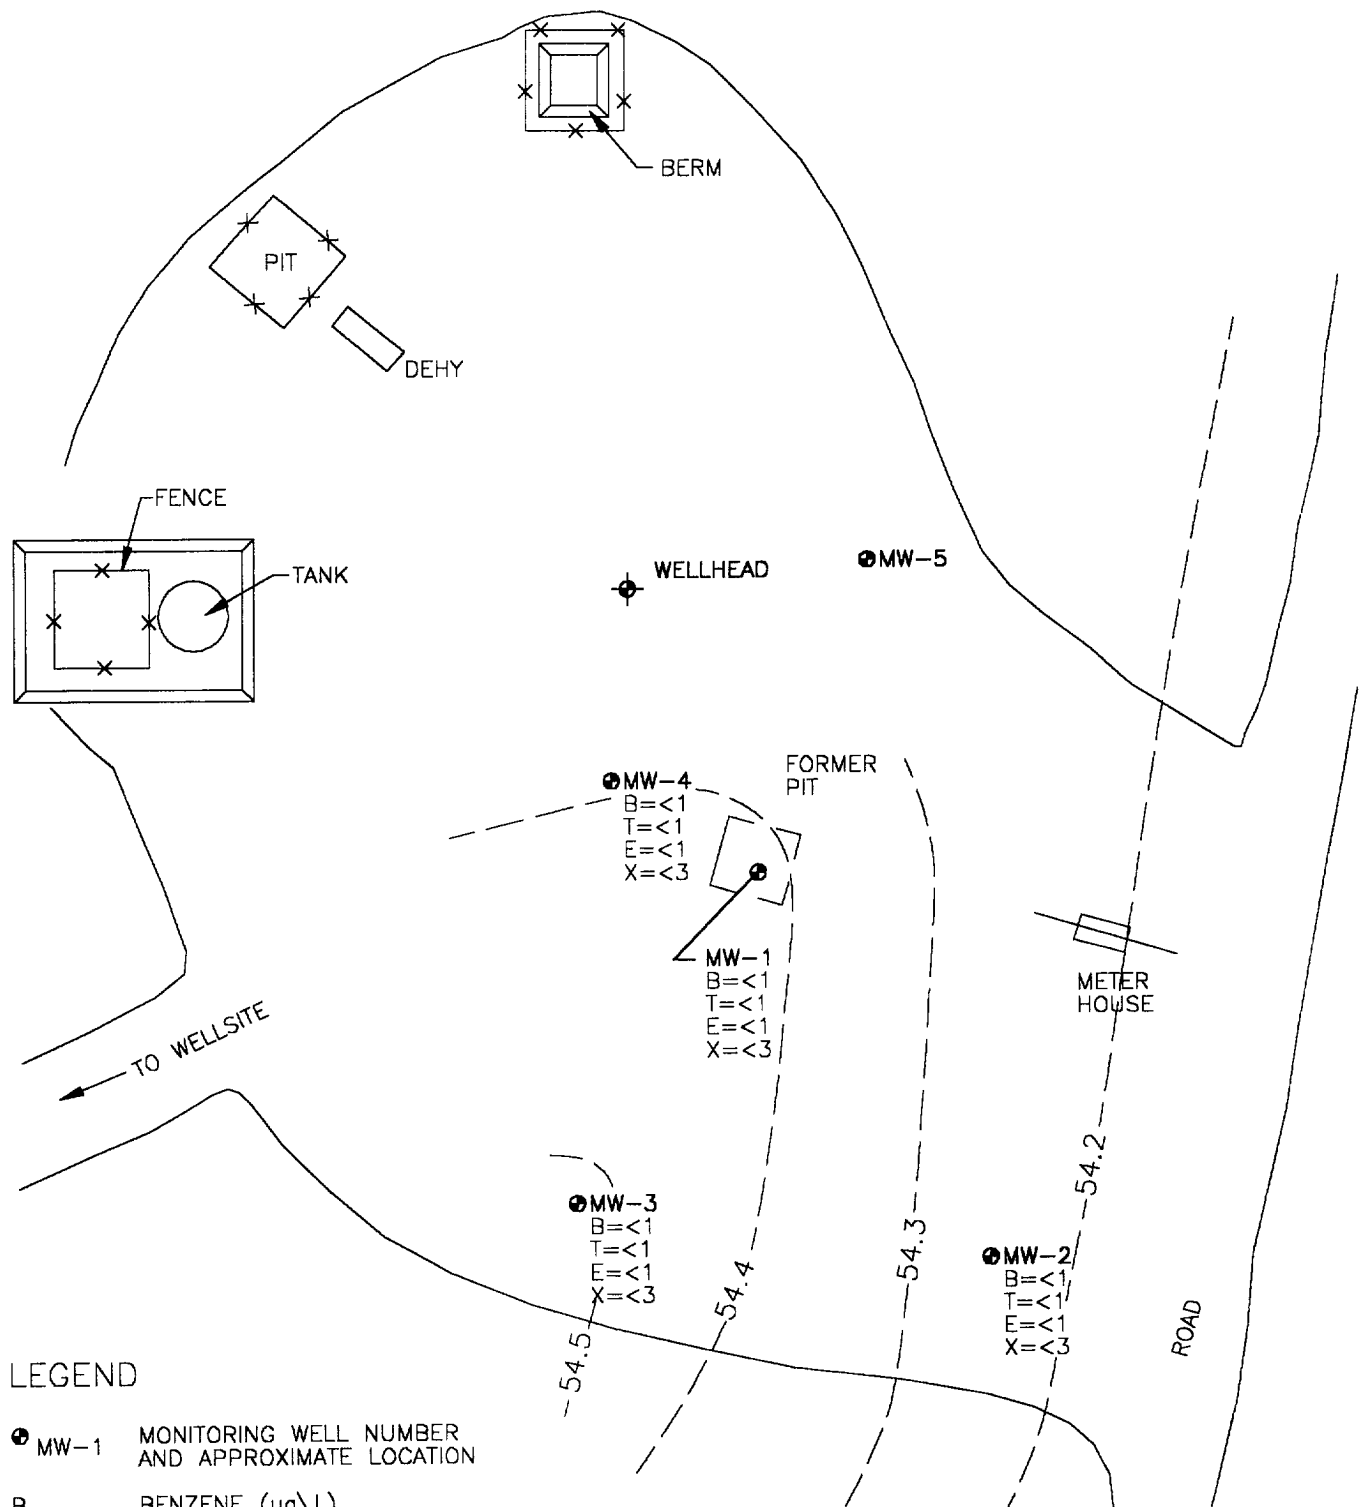 BERM
PIT
DEHY
FENCE
TANK
WELLHEAD
MW-5
FORMER
PIT
MW-4
B=<1
T=<1
E=<1
X=<3
MW-1
B=<1
T=<1
E=<1
X=<3
METER
HOUSE
TO WELLSITE
MW-3
B=<1
T=<1
E=<1
X=<3
54.5
54.4
54.3
54.2
MW-2
B=<1
T=<1
E=<1
X=<3
ROAD
LEGEND
MW-1 MONITORING WELL NUMBER
AND APPROXIMATE LOCATION
B BENZENE (ug\L)